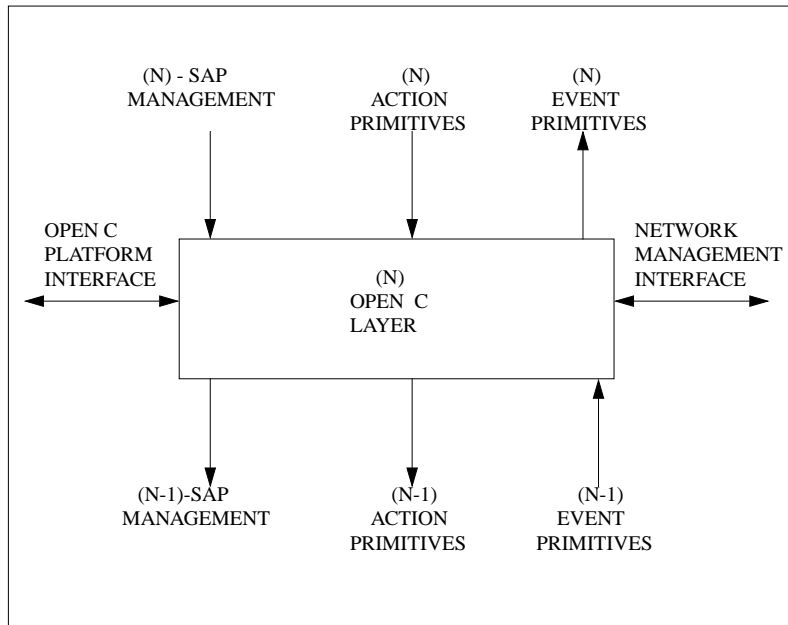 (N) - SAP
MANAGEMENT
(N)
ACTION
PRIMITIVES
(N)
EVENT
PRIMITIVES
OPEN C
PLATFORM
INTERFACE
(N)
OPEN C
LAYER
NETWORK
MANAGEMENT
INTERFACE
(N-1)-SAP
MANAGEMENT
(N-1)
ACTION
PRIMITIVES
(N-1)
EVENT
PRIMITIVES